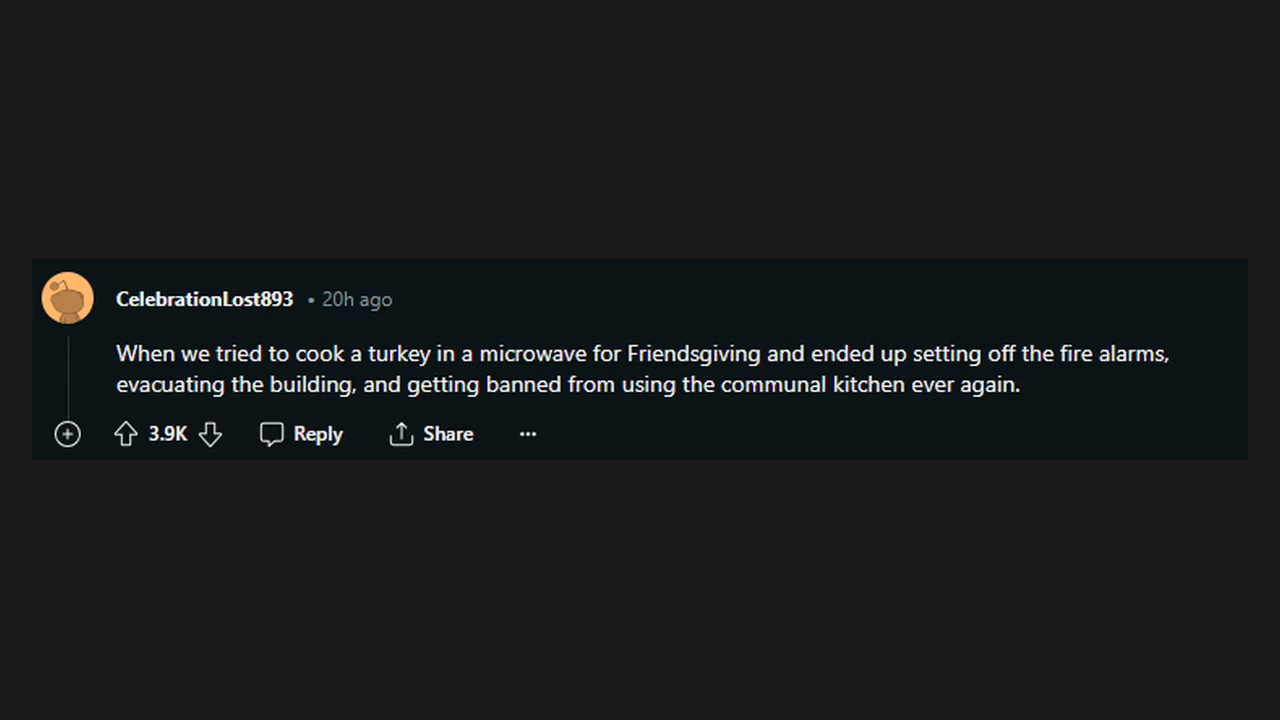 CelebrationLost893 • 20h ago
When we tried to cook a turkey in a microwave for Friendsgiving and ended up setting off the fire alarms,
evacuating the building, and getting banned from using the communal kitchen ever again.
3.9K Reply Share ...